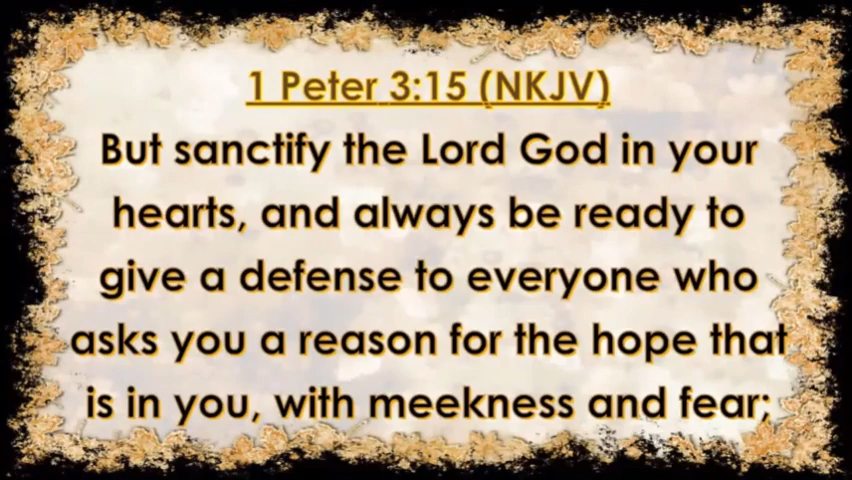 1 Peter 3:15 (NKJV)
But sanctify the Lord God in your
hearts, and always be ready to
give a defense to everyone who
asks you a reason for the hope that
is in you, with meekness and fear;